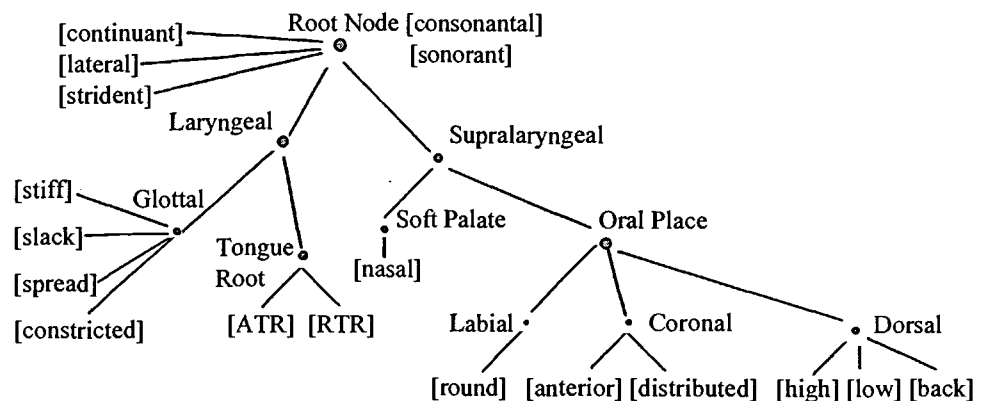 Root Node [consonantal]
[continuant]
[sonorant]
[lateral]
[strident]
Laryngeal
Supralaryngeal
[stiff]
Glottal
Soft Palate
Oral Place
[slack]
Tongue
Root
[nasal]
[spread]
[constricted]
[ATR] [RTR]
Labial
Coronal
Dorsal
[round]
[anterior] [distributed]
[high] [low] [back]